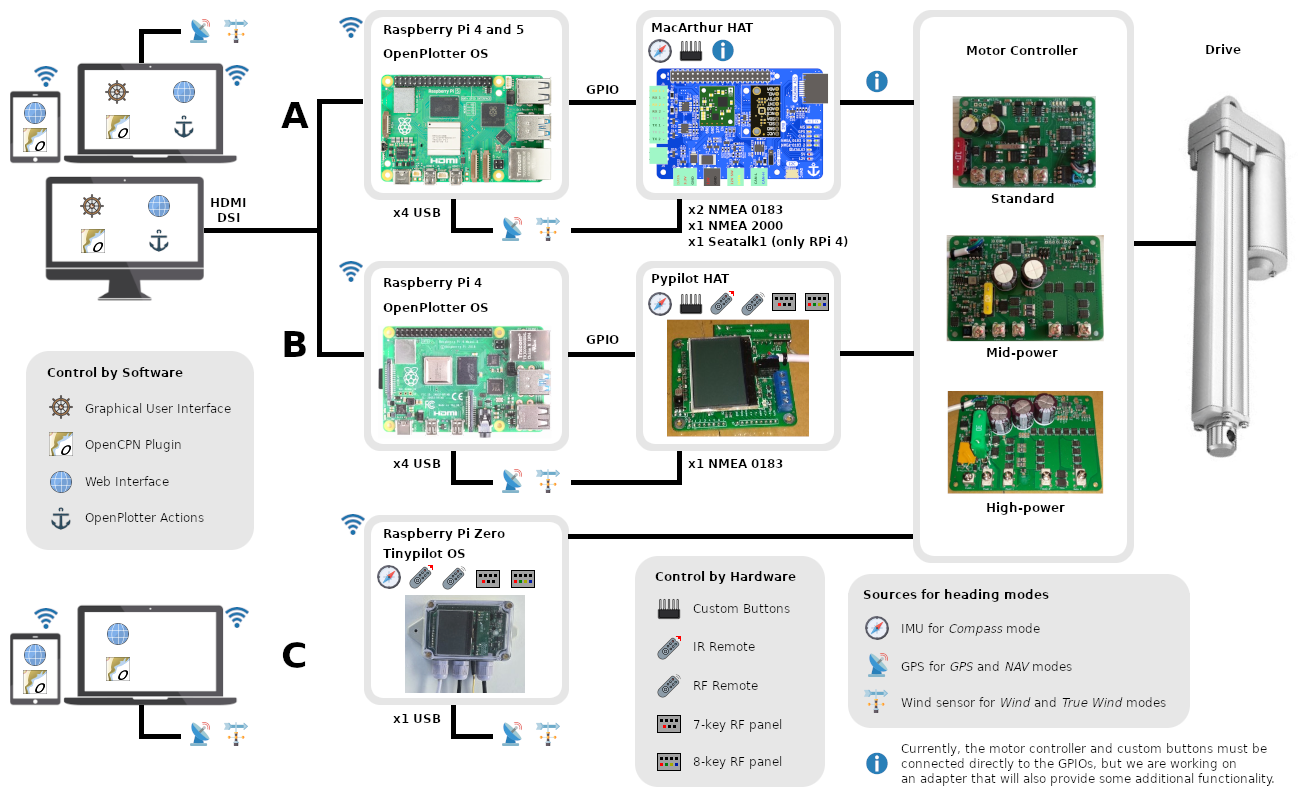 Raspberry Pi 4 and 5
OpenPlotter OS
MacArthur HAT
Motor Controller
Drive
A
GPIO
HDMI
HDMI
DSI
x4 USB
x2 NMEA 0183
x1 NMEA 2000
x1 Seatalk1 (only RPi 4)
Standard
Raspberry Pi 4
OpenPlotter OS
Pypilot HAT
B
GPIO
HDMI
Mid-power
x4 USB
x1 NMEA 0183
High-power
Control by Software
Graphical User Interface
OpenCPN Plugin
Web Interface
OpenPlotter Actions
Raspberry Pi Zero
Tinypilot OS
C
x1 USB
Control by Hardware
Custom Buttons
IR Remote
RF Remote
7-key RF panel
8-key RF panel
Sources for heading modes
IMU for Compass mode
GPS for GPS and NAV modes
Wind sensor for Wind and True Wind modes
Currently, the motor controller and custom buttons must be
connected directly to the GPIOs, but we are working on
an adapter that will also provide some additional functionality.